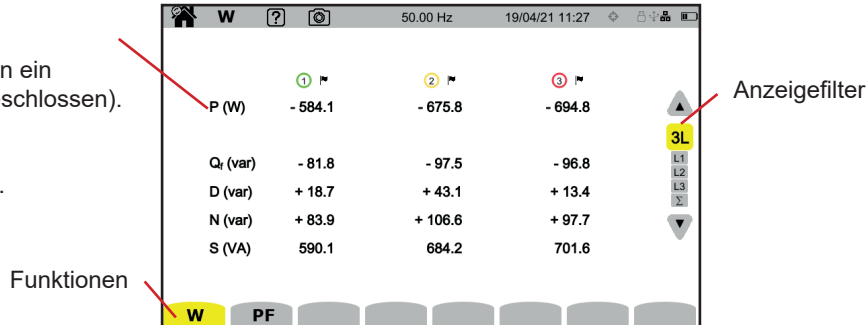 W ? 50.00 Hz 19/04/21 11:27
n ein
schlossen).
.
1 2 3
P (W) - 584.1 - 675.8 - 694.8
Anzeigefilter
3L
L1
L2
L3
Σ
Qf (var) - 81.8 - 97.5 - 96.8
D (var) + 18.7 + 43.1 + 13.4
N (var) + 83.9 + 106.6 + 97.7
S (VA) 590.1 684.2 701.6
Funktionen
W PF